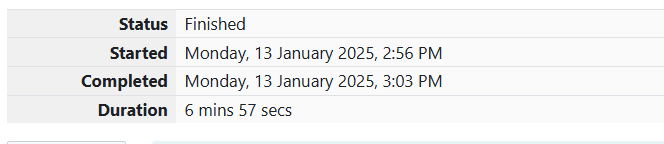 Status Finished
Started Monday, 13 January 2025, 2:56 PM
Completed Monday, 13 January 2025, 3:03 PM
Duration 6 mins 57 secs